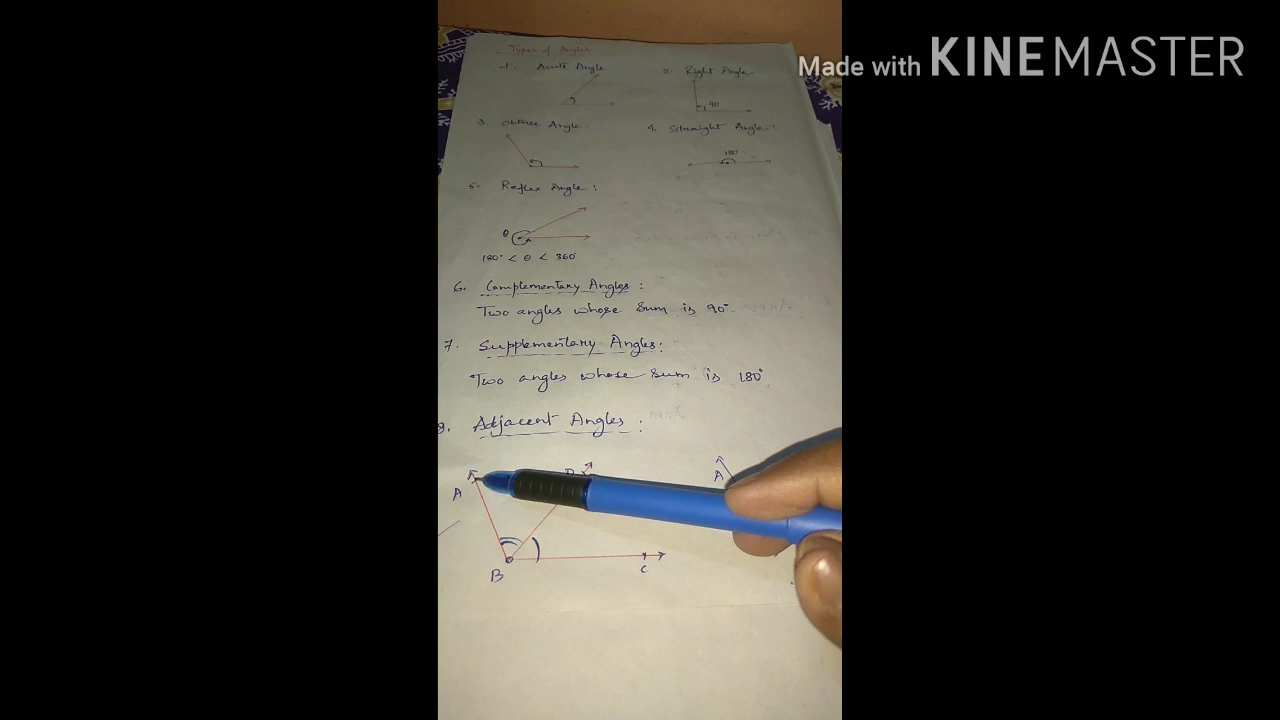 Made with KINEMASTER
Types of Angles
1. Acute Angle
2. Right Angle
90°
3. Obtuse Angle:
4. Straight Angle:
180°
5. Reflex Angle:
θ
180° < θ < 360°
6. Complementary Angles:
Two angles whose sum is 90°
7. Supplementary Angles:
Two angles whose sum is 180°
8. Adjacent Angles:
A
A
B
C